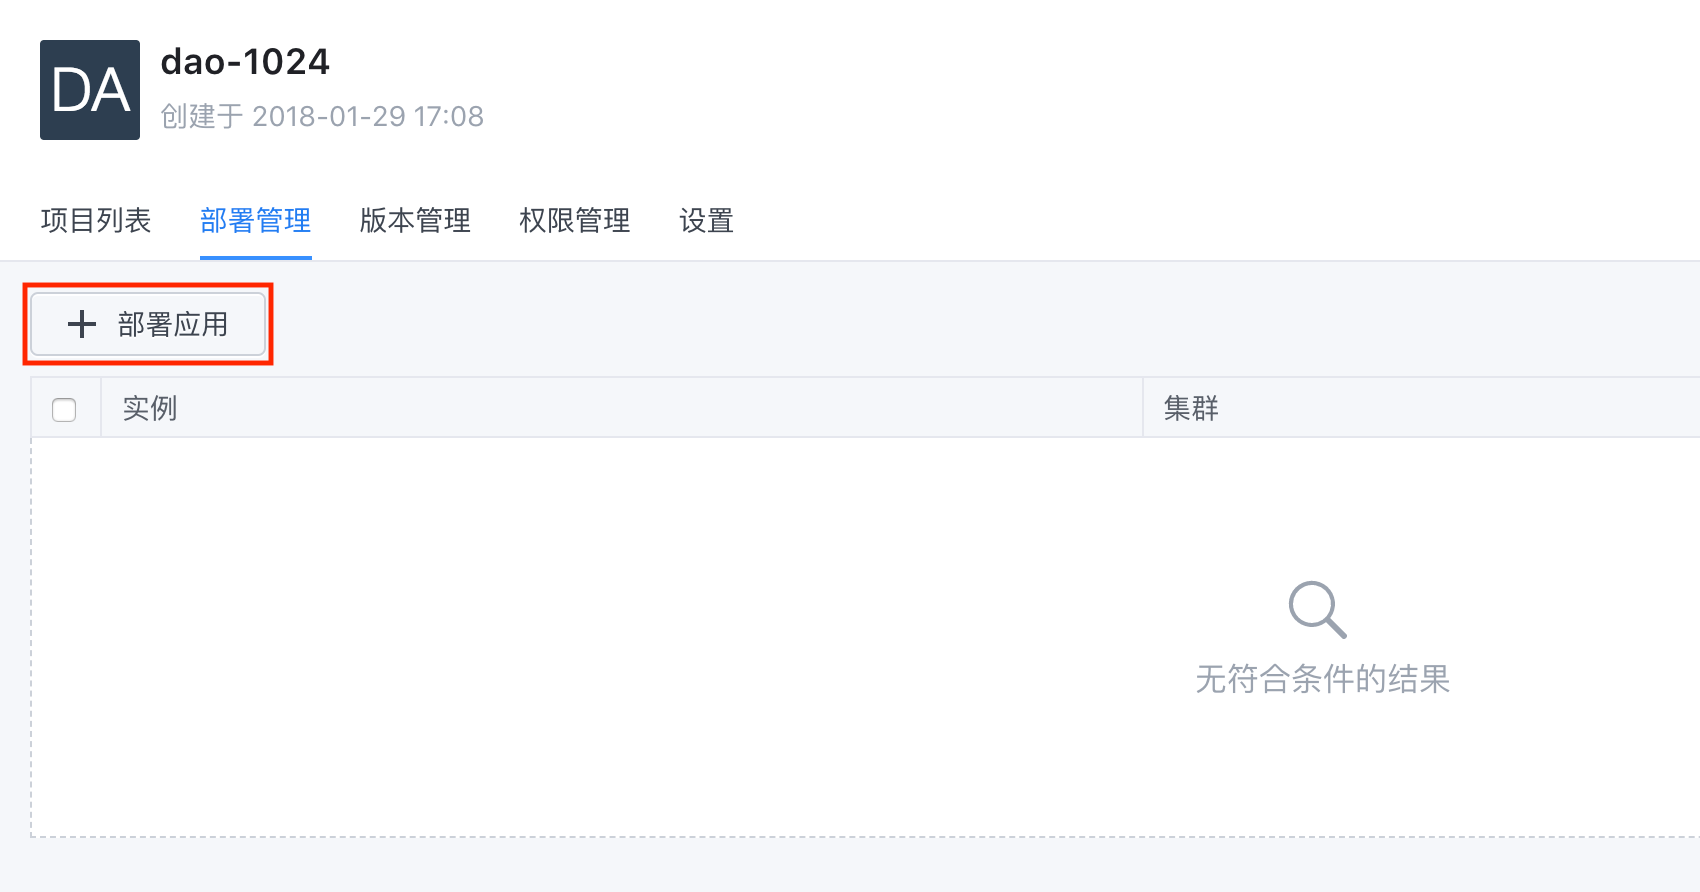 DA
dao-1024
创建于 2018-01-29 17:08
项目列表 部署管理 版本管理 权限管理 设置
部署应用
实例 集群
无符合条件的结果